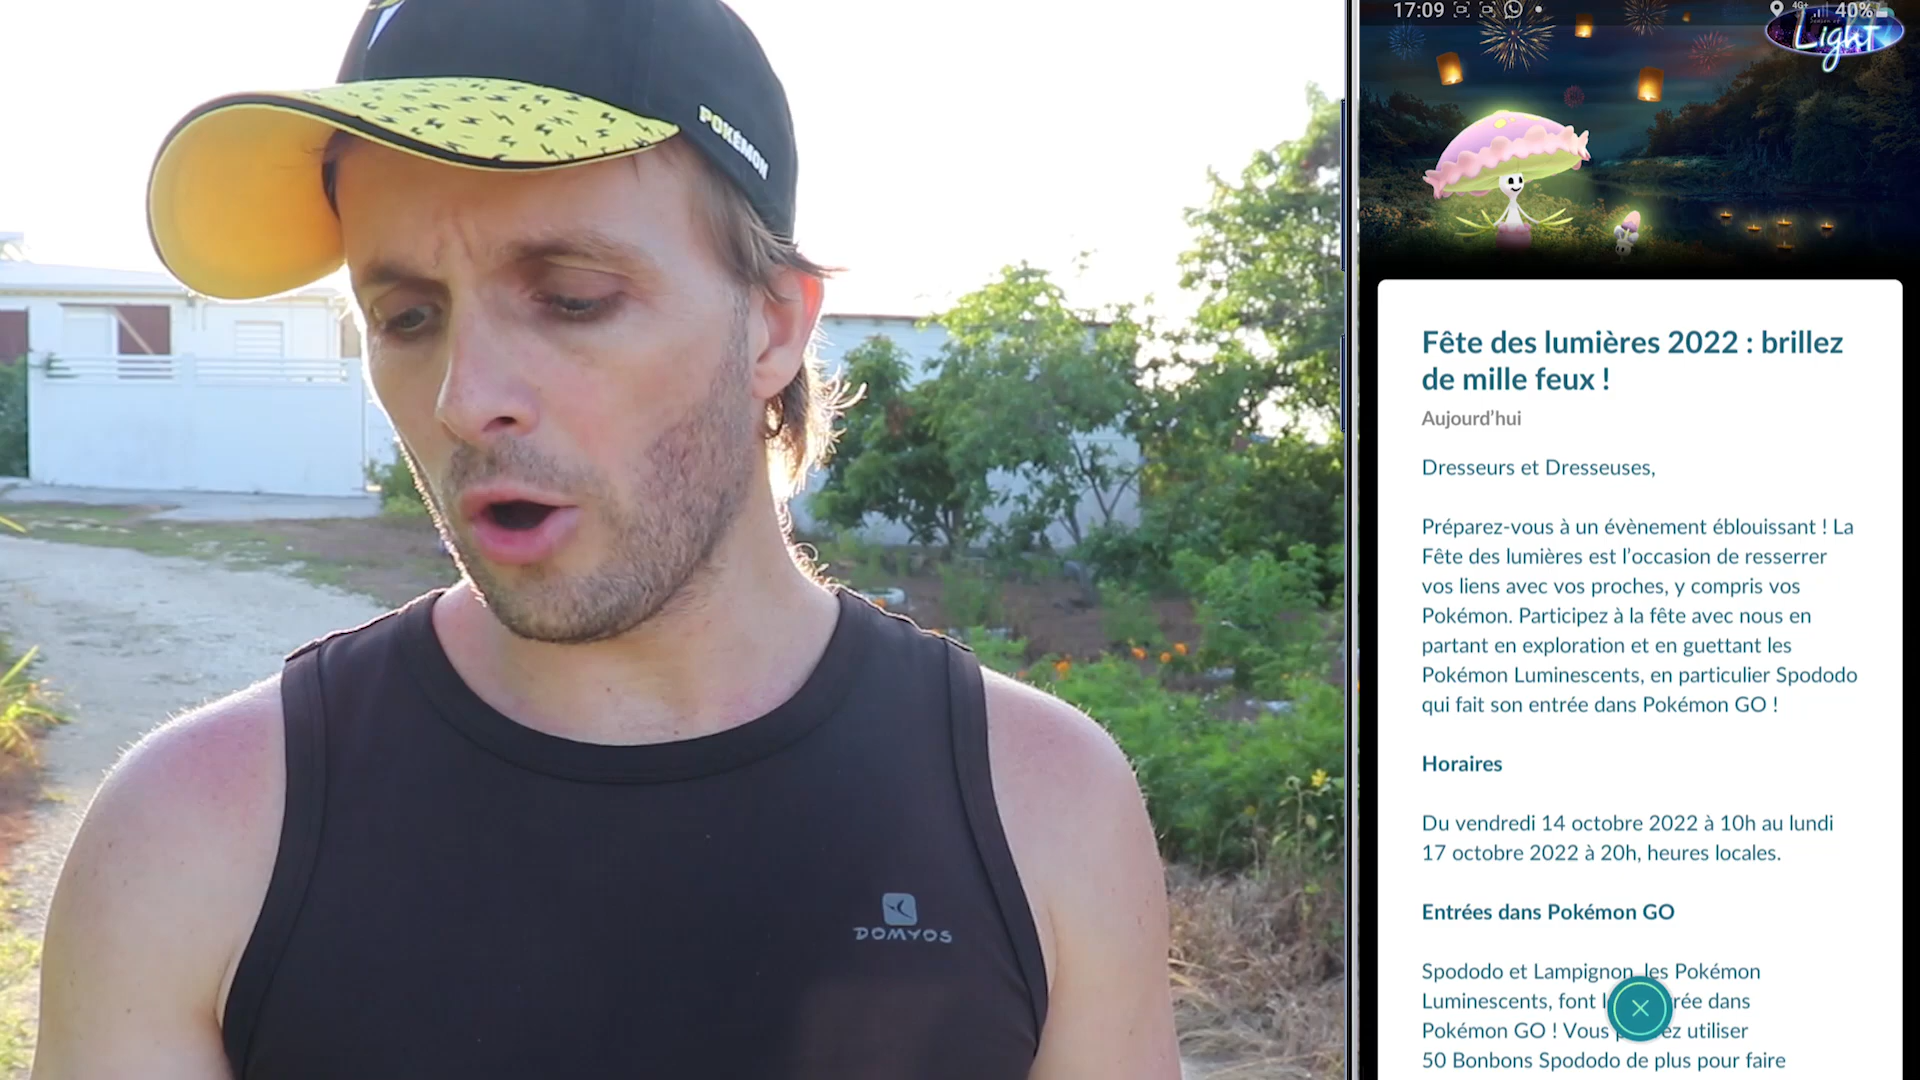 POKÉMON
DOMYOS
17:09
4G+
40%
Season of
Light
Fête des lumières 2022 : brillez
de mille feux !
Aujourd'hui
Dresseurs et Dresseuses,
Préparez-vous à un évènement éblouissant ! La
Fête des lumières est l'occasion de resserrer
vos liens avec vos proches, y compris vos
Pokémon. Participez à la fête avec nous en
partant en exploration et en guettant les
Pokémon Luminescents, en particulier Spododo
qui fait son entrée dans Pokémon GO !
Horaires
Du vendredi 14 octobre 2022 à 10h au lundi
17 octobre 2022 à 20h, heures locales.
Entrées dans Pokémon GO
Spododo et Lampignon, les Pokémon
Luminescents, font dans
Pokémon GO ! Vous utiliser
50 Bonbons Spododo de plus pour faire